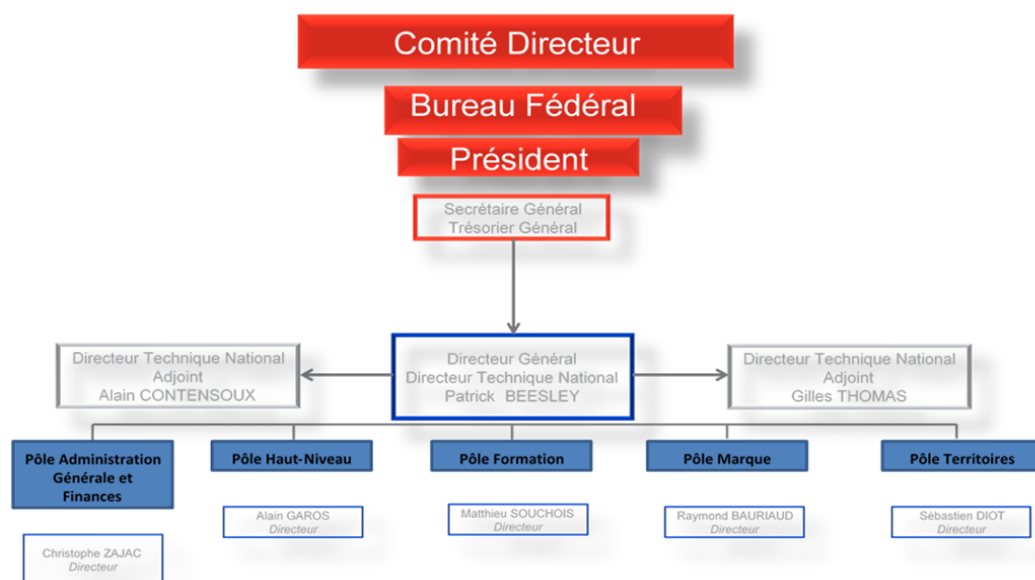 Comité Directeur
Bureau Fédéral
Président
Secrétaire Général
Trésorier Général
Directeur Technique National
Adjoint
Alain CONTENSOUX
Directeur Général
Directeur Technique National
Patrick BEESLEY
Directeur Technique National
Adjoint
Gilles THOMAS
Pôle Administration
Générale et
Finances
Pôle Haut-Niveau
Pôle Formation
Pôle Marque
Pôle Territoires
Christophe ZAJAC
Directeur
Alain GAROS
Directeur
Matthieu SOUCHOIS
Directeur
Raymond BAURIAUD
Directeur
Sébastien DIOT
Directeur